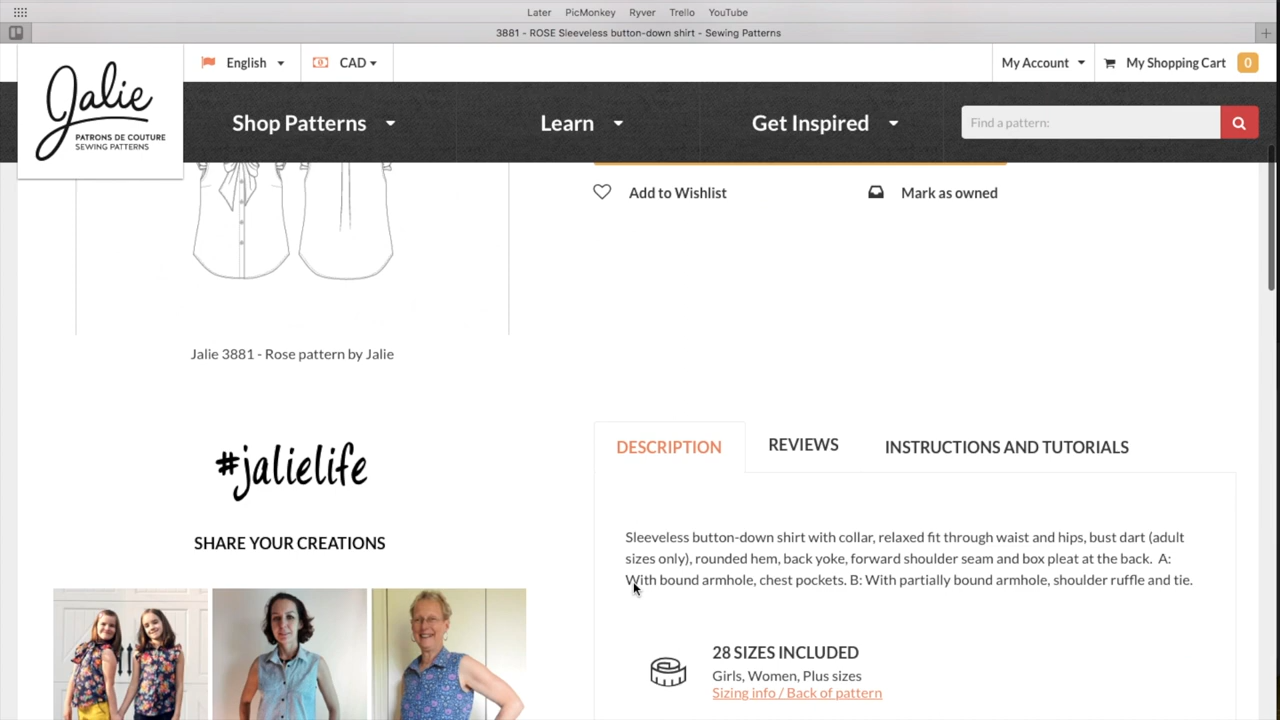 Later PicMonkey Ryver Trello YouTube
3881 - ROSE Sleeveless button-down shirt - Sewing Patterns
English CAD My Account My Shopping Cart 0
Jalie
PATRONS DE COUTURE
SEWING PATTERNS
Shop Patterns Learn Get Inspired Find a pattern:
Add to Wishlist Mark as owned
Jalie 3881 - Rose pattern by Jalie
#jalielife
SHARE YOUR CREATIONS
DESCRIPTION REVIEWS INSTRUCTIONS AND TUTORIALS
Sleeveless button-down shirt with collar, relaxed fit through waist and hips, bust dart (adult
sizes only), rounded hem, back yoke, forward shoulder seam and box pleat at the back. A:
With bound armhole, chest pockets. B: With partially bound armhole, shoulder ruffle and tie.
28 SIZES INCLUDED
Girls, Women, Plus sizes
Sizing info / Back of pattern